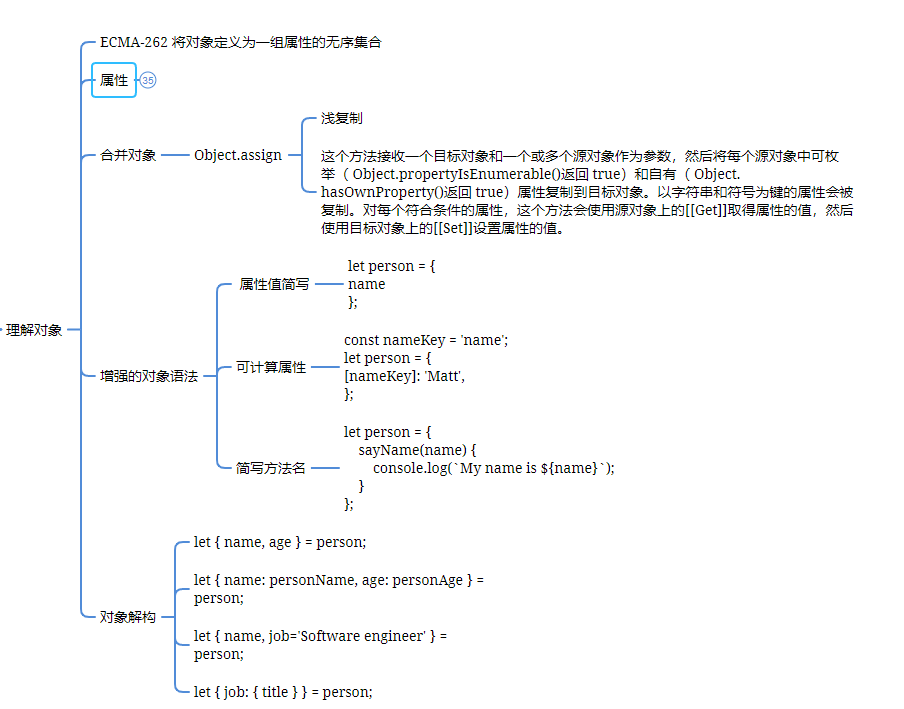 ECMA-262 将对象定义为一组属性的无序集合
属性
35
合并对象
Object.assign
浅复制
这个方法接收一个目标对象和一个或多个源对象作为参数，然后将每个源对象中可枚
举（ Object.propertyIsEnumerable()返回 true）和自有（ Object.
hasOwnProperty()返回 true）属性复制到目标对象。以字符串和符号为键的属性会被
复制。对每个符合条件的属性，这个方法会使用源对象上的[[Get]]取得属性的值，然后
使用目标对象上的[[Set]]设置属性的值。
理解对象
增强的对象语法
属性值简写
let person = {
name
};
可计算属性
const nameKey = 'name';
let person = {
[nameKey]: 'Matt',
};
简写方法名
let person = {
sayName(name) {
console.log(`My name is ${name}`);
}
};
对象解构
let { name, age } = person;
let { name: personName, age: personAge } =
person;
let { name, job='Software engineer' } =
person;
let { job: { title } } = person;